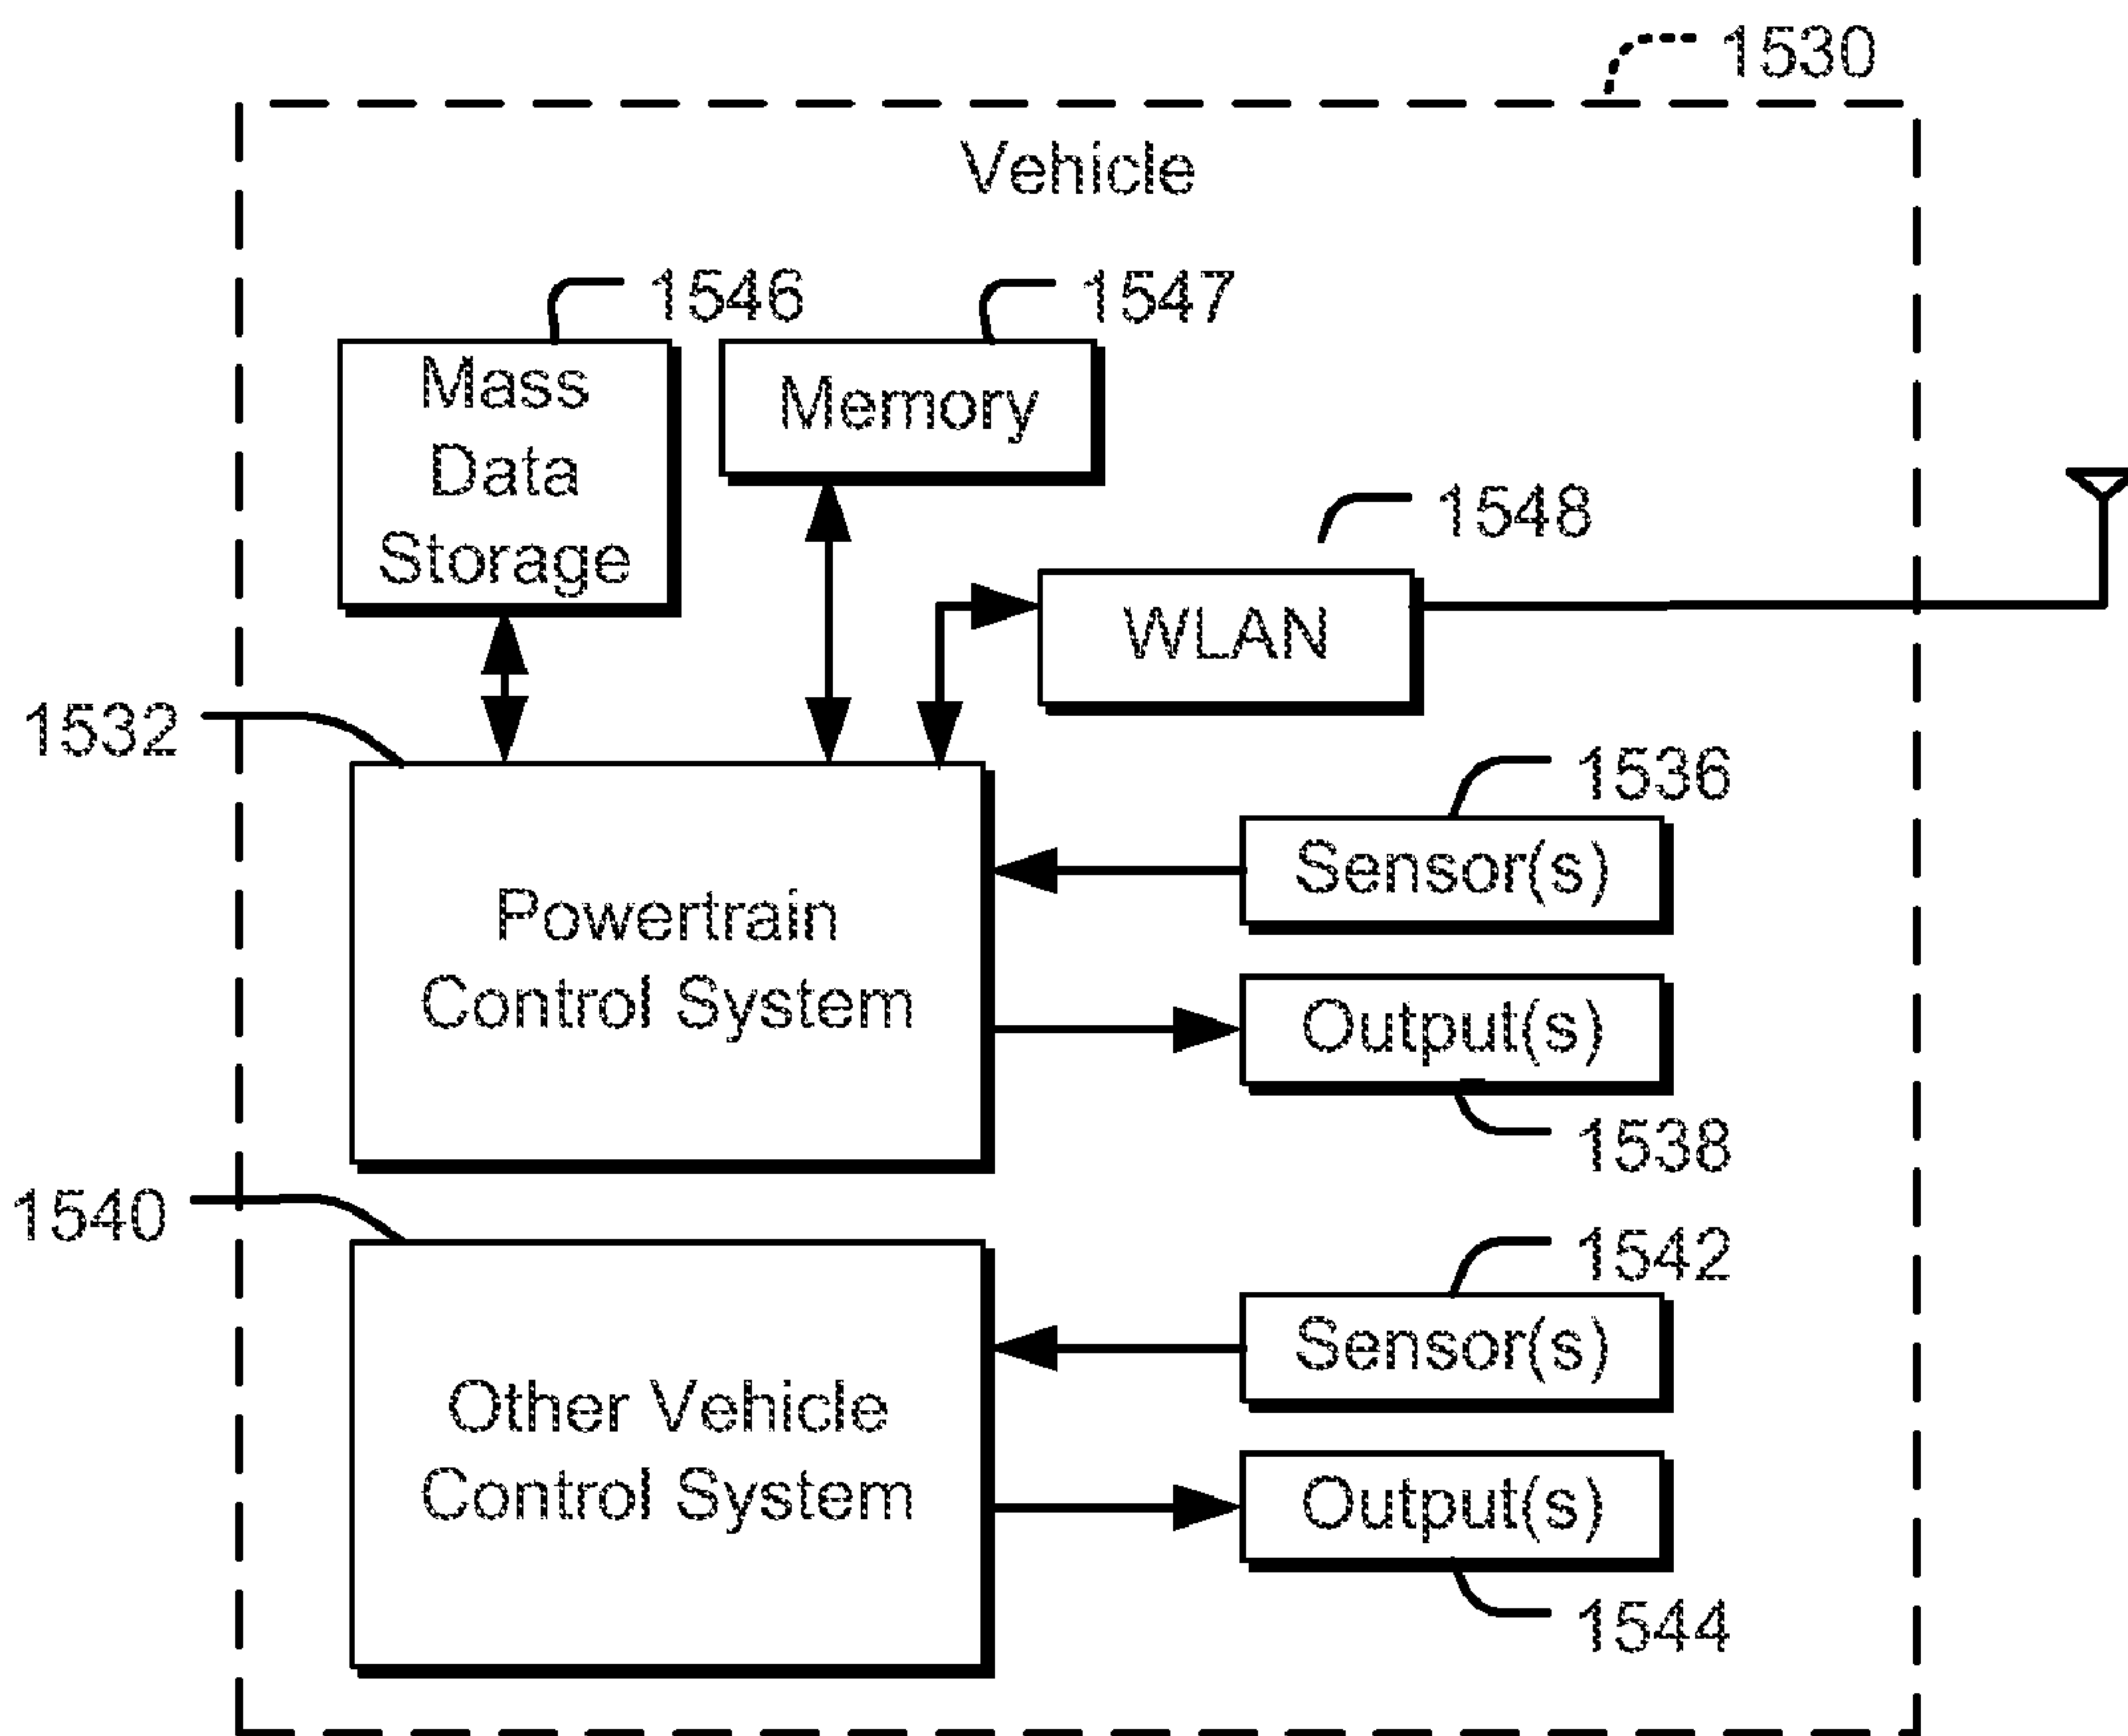 1530
Vehicle
1546
1547
Mass
Data
Storage
Memory
1548
WLAN
1532
1536
Sensor(s)
Powertrain
Control System
Output(s)
1538
1540
1542
Sensor(s)
Other Vehicle
Control System
Output(s)
1544